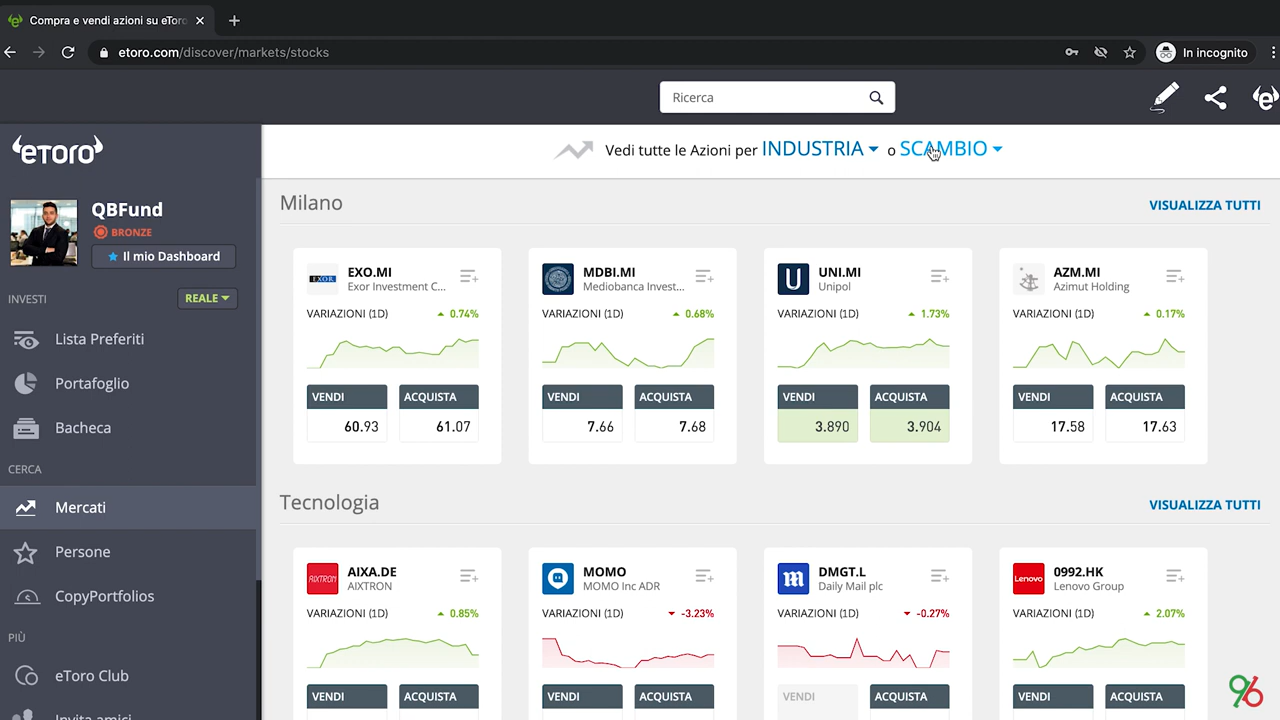 Compra e vendi azioni su eToro
etoro.com/discover/markets/stocks
In incognito
Ricerca
eToro
Vedi tutte le Azioni per INDUSTRIA o SCAMBIO
QBFund
BRONZE
Il mio Dashboard
INVESTI
REALE
Lista Preferiti
Portafoglio
Bacheca
CERCA
Mercati
Persone
CopyPortfolios
PIÙ
eToro Club
Invita amici
Milano
VISUALIZZA TUTTI
EXOR
EXO.MI
Exor Investment C...
VARIAZIONI (1D)
0.74%
VENDI
ACQUISTA
60.93
61.07
MDBI.MI
Mediobanca Invest...
VARIAZIONI (1D)
0.68%
VENDI
ACQUISTA
7.66
7.68
U
UNI.MI
Unipol
VARIAZIONI (1D)
1.73%
VENDI
ACQUISTA
3.890
3.904
AZM.MI
Azimut Holding
VARIAZIONI (1D)
0.17%
VENDI
ACQUISTA
17.58
17.63
Tecnologia
VISUALIZZA TUTTI
AIXTRON
AIXA.DE
AIXTRON
VARIAZIONI (1D)
0.85%
VENDI
ACQUISTA
MOMO
MOMO Inc ADR
VARIAZIONI (1D)
-3.23%
VENDI
ACQUISTA
m
DMGT.L
Daily Mail plc
VARIAZIONI (1D)
-0.27%
VENDI
ACQUISTA
Lenovo
0992.HK
Lenovo Group
VARIAZIONI (1D)
2.07%
VENDI
ACQUISTA